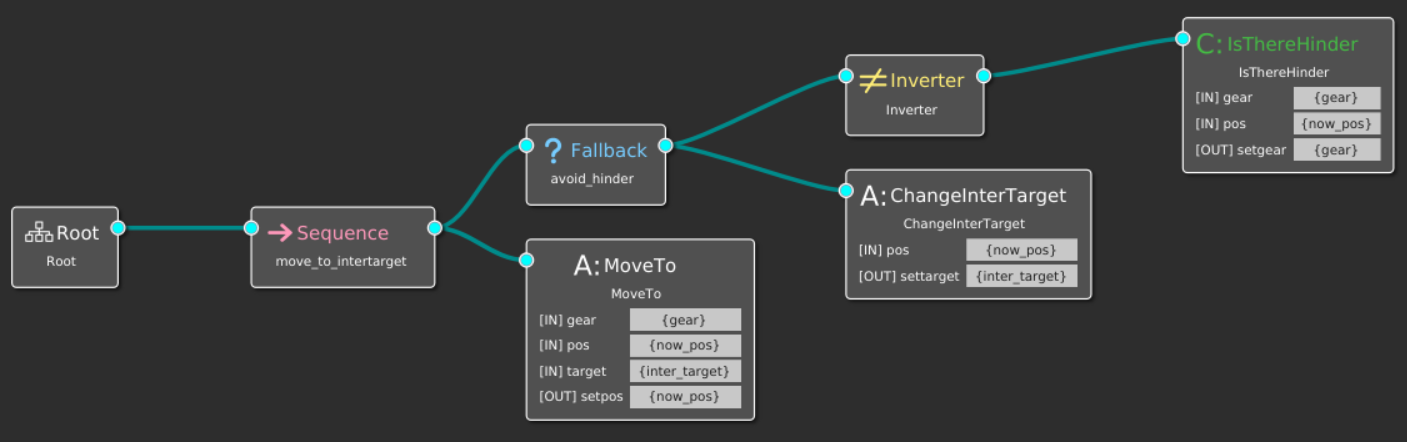 Root
Root
Sequence
move_to_intertarget
? Fallback
avoid_hinder
A: MoveTo
MoveTo
[IN] gear {gear}
[IN] pos {now_pos}
[IN] target {inter_target}
[OUT] setpos {now_pos}
≠ Inverter
Inverter
A: ChangeInterTarget
ChangeInterTarget
[IN] pos {now_pos}
[OUT] settarget {inter_target}
C: IsThereHinder
IsThereHinder
[IN] gear {gear}
[IN] pos {now_pos}
[OUT] setgear {gear}